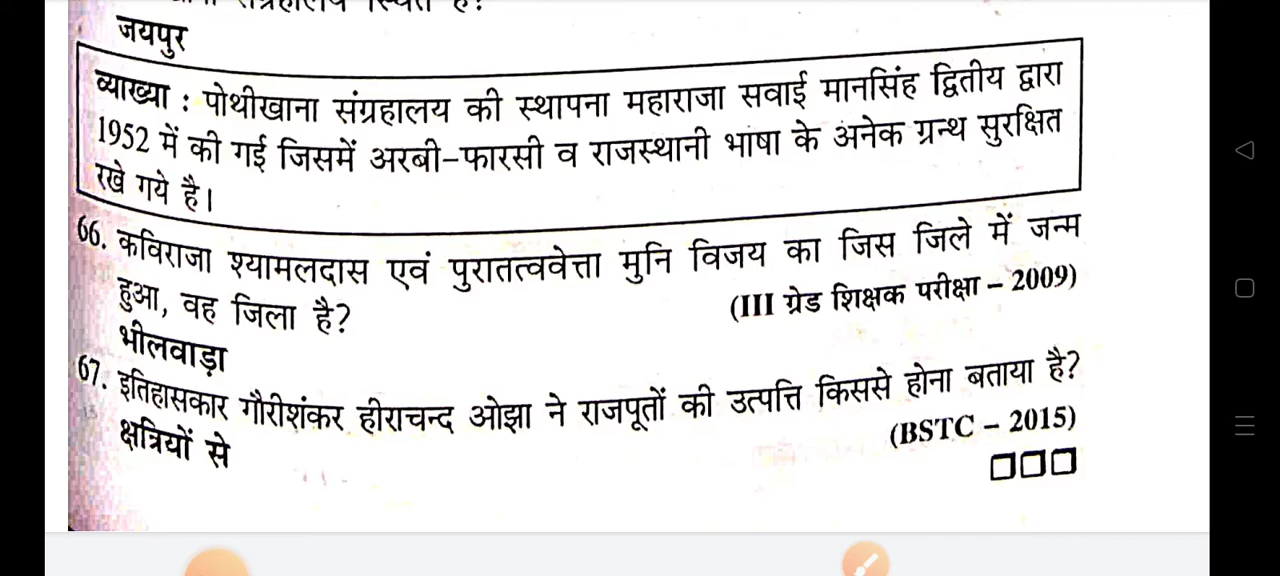 संग्रहालय स्थित है?
जयपुर
व्याख्या : पोथीखाना संग्रहालय की स्थापना महाराजा सवाई मानसिंह द्वितीय द्वारा
1952 में की गई जिसमें अरबी-फारसी व राजस्थानी भाषा के अनेक ग्रन्थ सुरक्षित
रखे गये है।
66. कविराजा श्यामलदास एवं पुरातत्ववेत्ता मुनि विजय का जिस जिले में जन्म
हुआ, वह जिला है? (III ग्रेड शिक्षक परीक्षा – 2009)
भीलवाड़ा
67. इतिहासकार गौरीशंकर हीराचन्द ओझा ने राजपूतों की उत्पत्ति किससे होना बताया है?
क्षत्रियों से (BSTC – 2015)